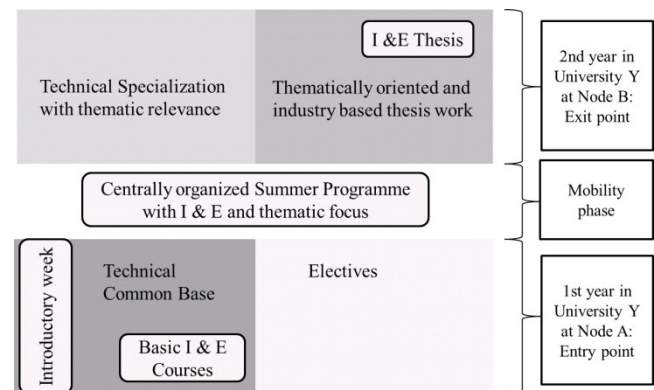 I &E Thesis
Technical Specialization
with thematic relevance
Thematically oriented and
industry based thesis work
2nd year in
University Y
at Node B:
Exit point
Centrally organized Summer Programme
with I & E and thematic focus
Mobility
phase
Introductory week
Technical
Common Base
Electives
Basic I & E
Courses
1st year in
University Y
at Node A:
Entry point